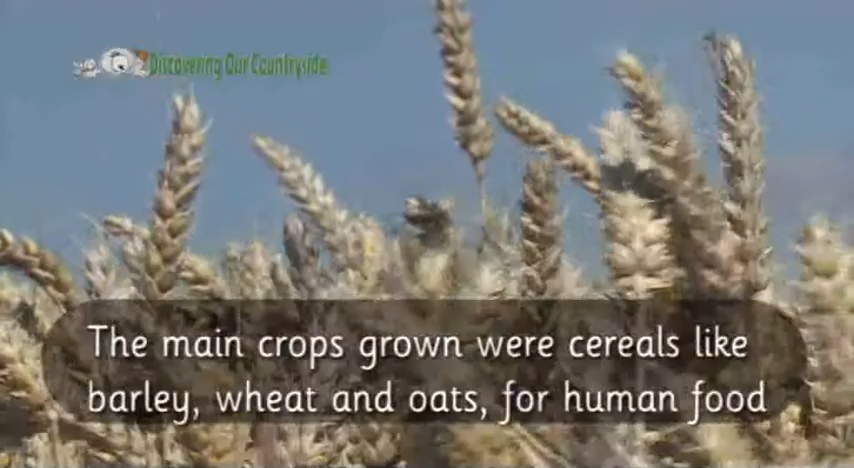 Discovering Our Countryside
The main crops grown were cereals like
barley, wheat and oats, for human food